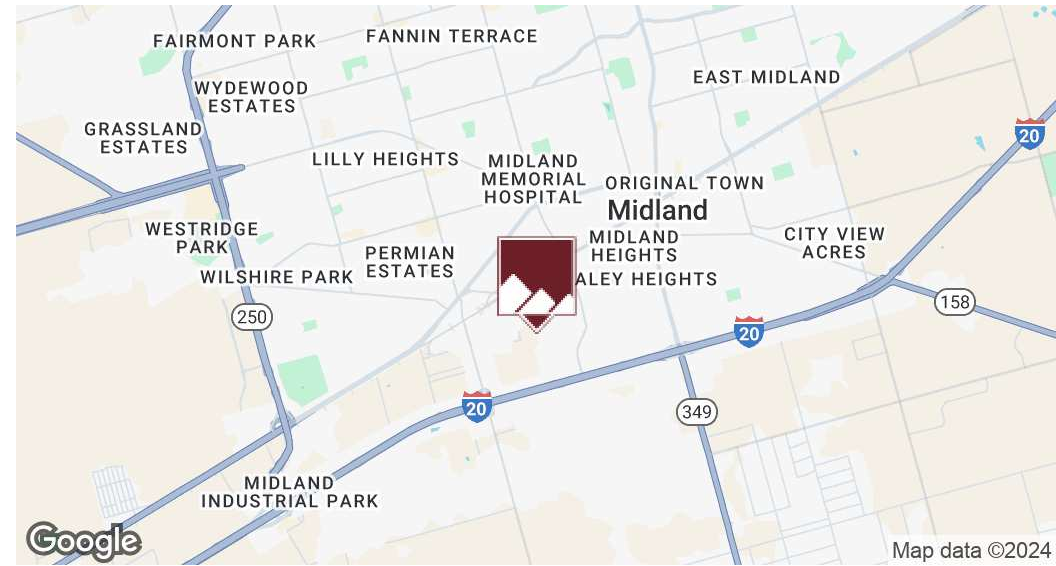 FAIRMONT PARK
FANNIN TERRACE
EAST MIDLAND
WYDEWOOD
ESTATES
GRASSLAND
ESTATES
20
LILLY HEIGHTS
MIDLAND
MEMORIAL
HOSPITAL
ORIGINAL TOWN
Midland
WESTRIDGE
PARK
PERMIAN
ESTATES
MIDLAND
HEIGHTS
CITY VIEW
ACRES
WILSHIRE PARK
ALEY HEIGHTS
250
158
20
20
349
MIDLAND
INDUSTRIAL PARK
Google
Map data ©2024